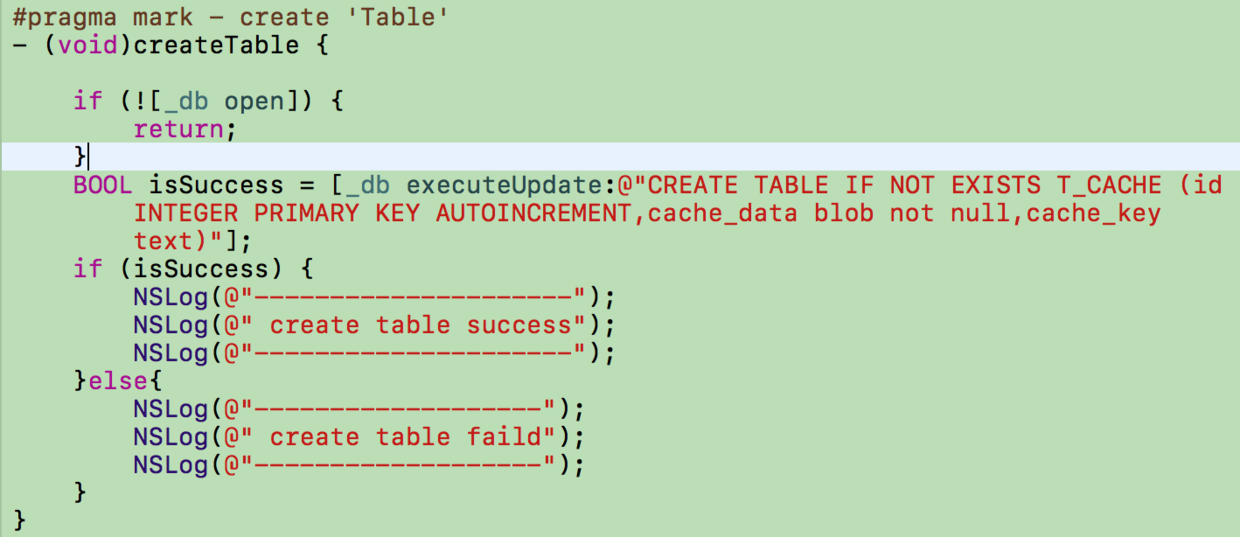 #pragma mark - create 'Table'
- (void)createTable {
if (![_db open]) {
return;
}
BOOL isSuccess = [_db executeUpdate:@"CREATE TABLE IF NOT EXISTS T_CACHE (id
INTEGER PRIMARY KEY AUTOINCREMENT,cache_data blob not null,cache_key
text)"];
if (isSuccess) {
NSLog(@"---------------------");
NSLog(@" create table success");
NSLog(@"---------------------");
}else{
NSLog(@"-------------------");
NSLog(@" create table faild");
NSLog(@"-------------------");
}
}